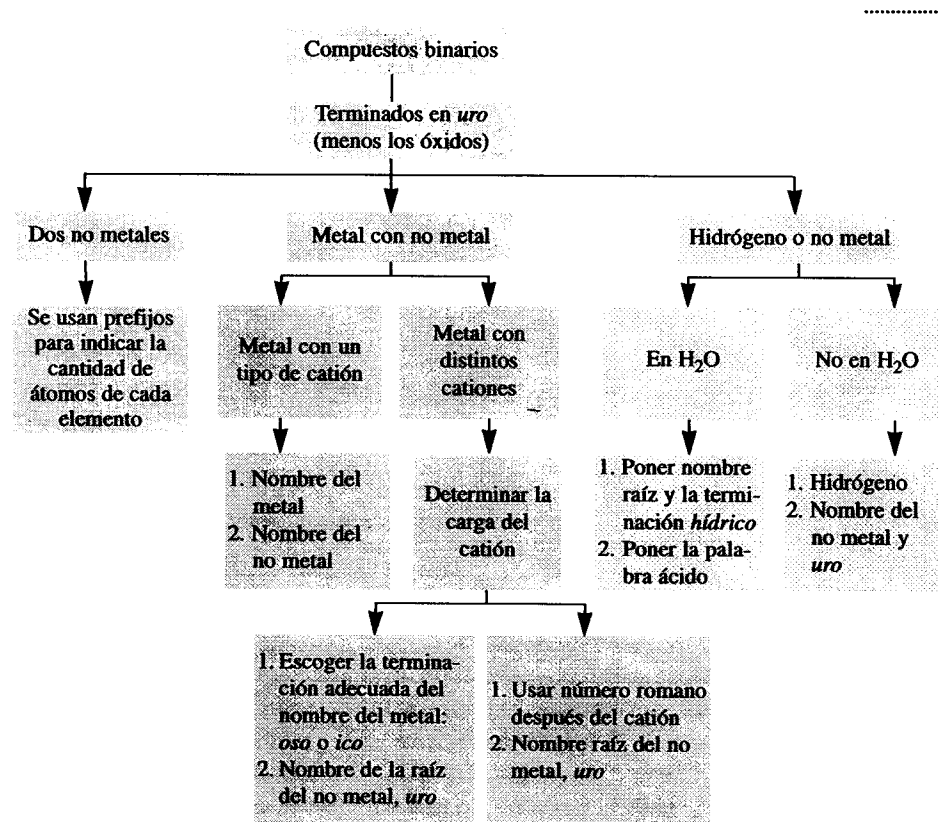 Compuestos binarios
Terminados en uro
(menos los óxidos)
Dos no metales
Metal con no metal
Hidrógeno o no metal
Se usan prefijos
para indicar la
cantidad de
átomos de cada
elemento
Metal con un
tipo de catión
Metal con
distintos
cationes
En H₂O
No en H₂O
1. Nombre del
metal
2. Nombre del
no metal
Determinar la
carga del
catión
1. Poner nombre
raíz y la termi-
nación hídrico
2. Poner la pala-
bra ácido
1. Hidrógeno
2. Nombre del
no metal y
uro
1. Escoger la termina-
ción adecuada del
nombre del metal:
oso o ico
2. Nombre de la raíz
del no metal, uro
1. Usar número romano
después del catión
2. Nombre raíz del no
metal, uro